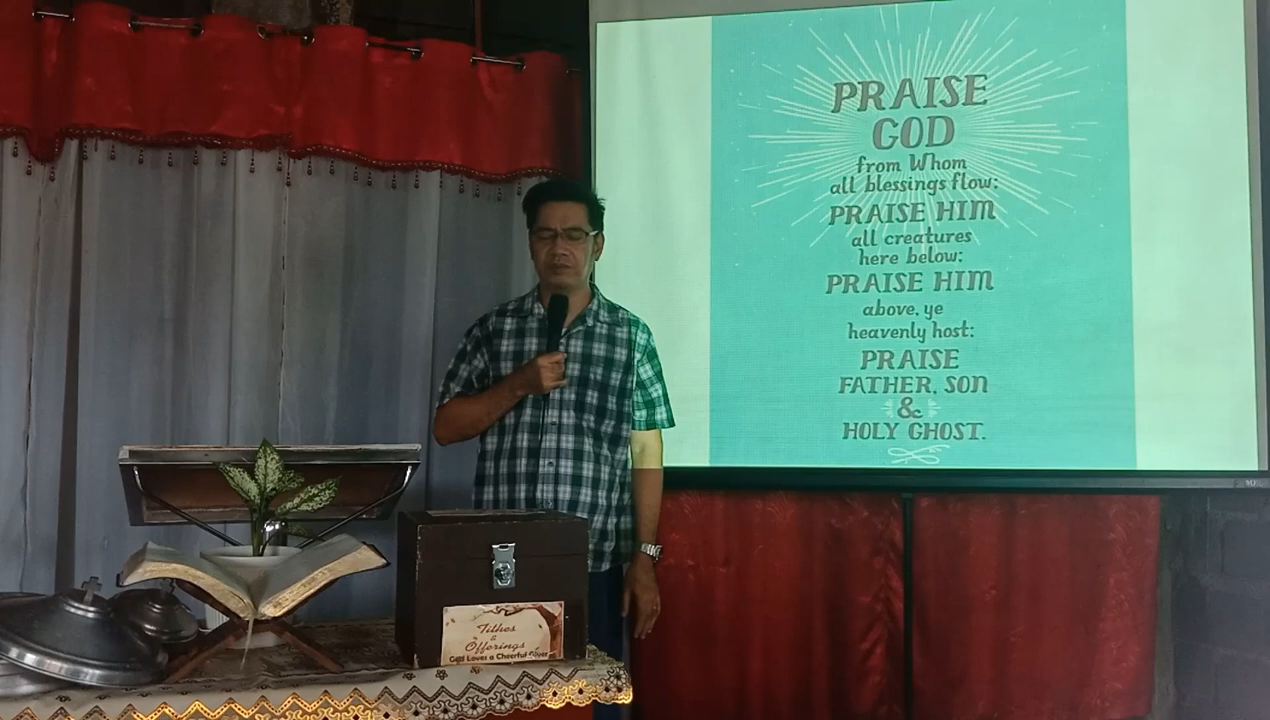 PRAISE
GOD
from Whom
all blessings flow:
PRAISE HIM
all creatures
here below:
PRAISE HIM
above, ye
heavenly host:
PRAISE
FATHER, SON
&
HOLY GHOST.
Tithes
&
Offerings
God Loves a Cheerful Giver